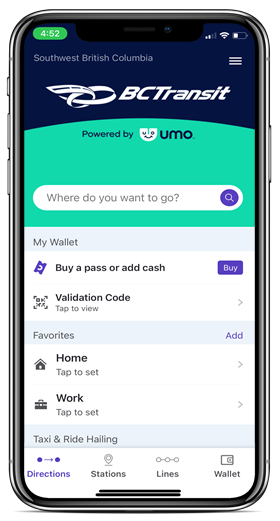 4:52
Southwest British Columbia
BCTransit
Powered by umo.
Where do you want to go?
My Wallet
Buy a pass or add cash Buy
Validation Code
Tap to view
Favorites Add
Home
Tap to set
Work
Tap to set
Taxi & Ride Hailing
Directions Stations Lines Wallet